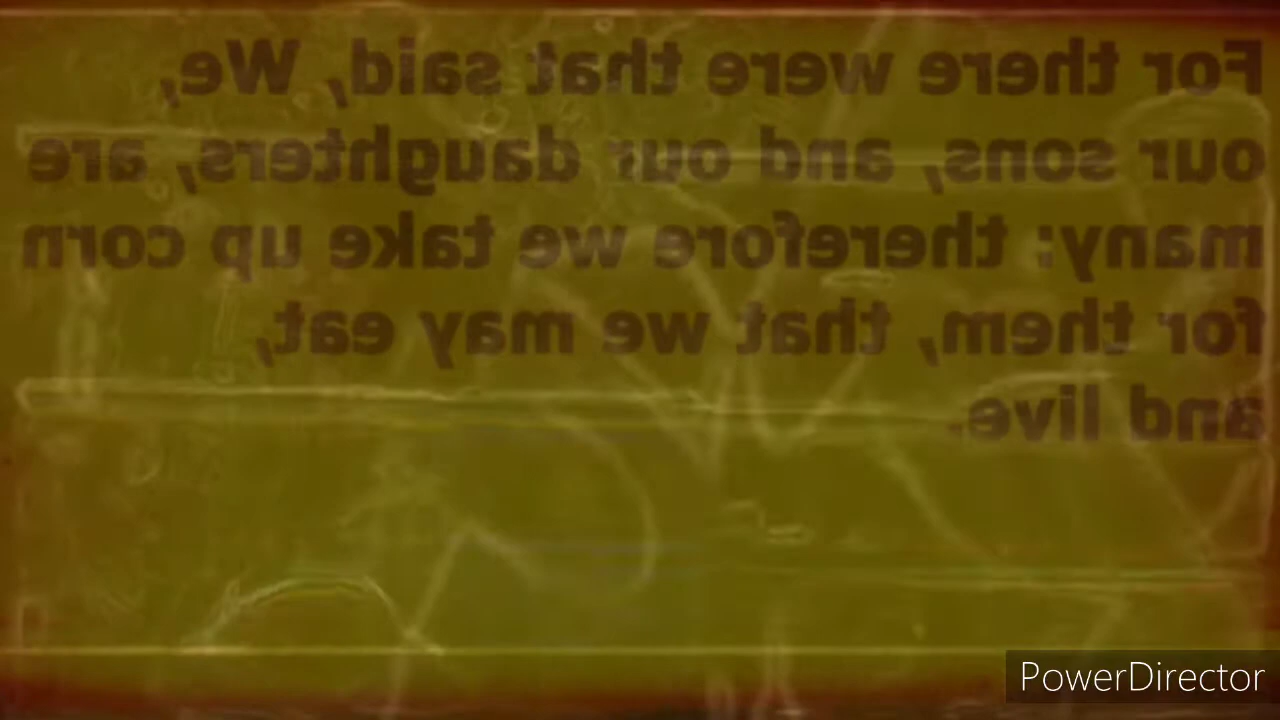 For there were that said, We,
our sons, and our daughters, are
many: therefore we take up corn
for them, that we may eat,
and live.
PowerDirector